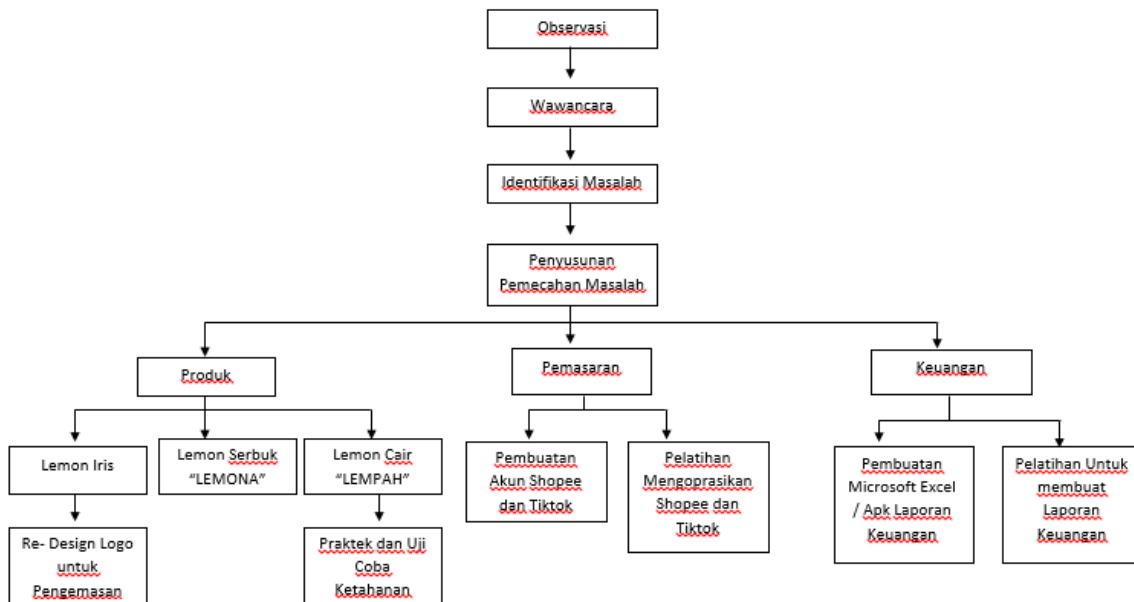 Observasi
Wawancara
Identifikasi Masalah
Penyusunan
Pemecahan Masalah
Produk
Pemasaran
Keuangan
Lemon Iris
Lemon Serbuk
“LEMONA”
Lemon Cair
“LEMPAH”
Pembuatan
Akun Shopee
dan Tiktok
Pelatihan
Mengoprasikan
Shopee dan
Tiktok
Pembuatan
Microsoft Excel
/ Apk Laporan
Keuangan
Pelatihan Untuk
membuat
Laporan
Keuangan
Re- Design Logo
untuk
Pengemasan
Praktek dan Uji
Coba
Ketahanan